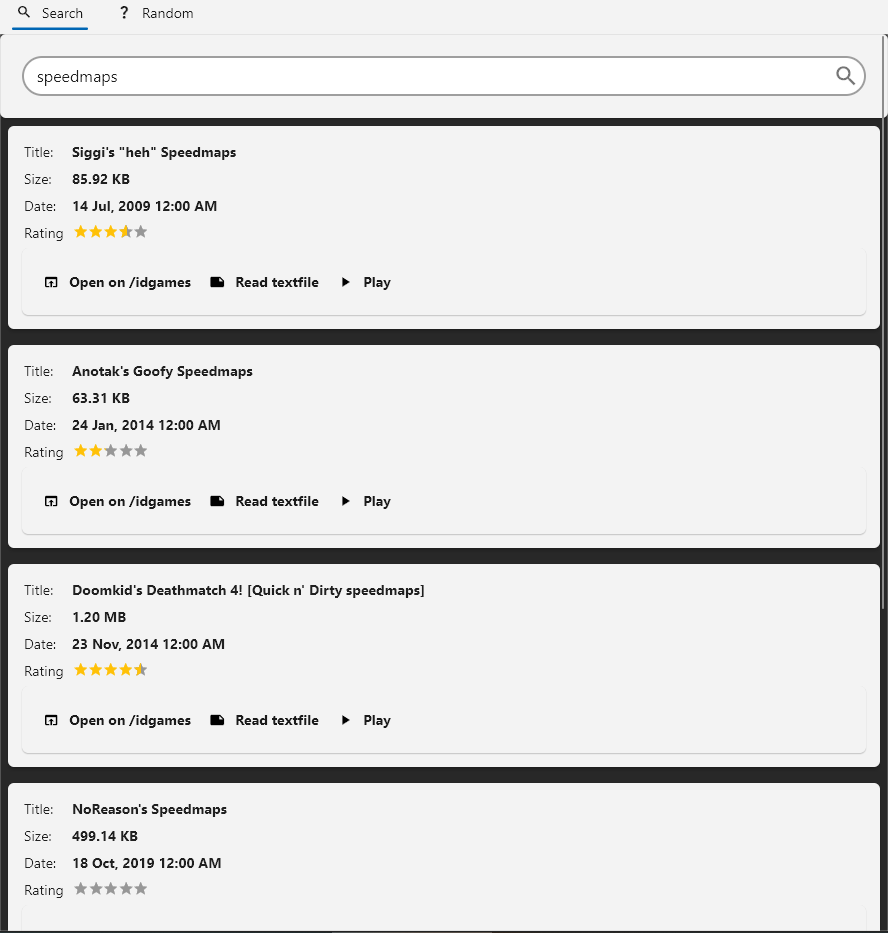 Search ? Random
speedmaps
Title: Siggi's "heh" Speedmaps
Size: 85.92 KB
Date: 14 Jul, 2009 12:00 AM
Rating
Open on /idgames Read textfile Play
Title: Anotak's Goofy Speedmaps
Size: 63.31 KB
Date: 24 Jan, 2014 12:00 AM
Rating
Open on /idgames Read textfile Play
Title: Doomkid's Deathmatch 4! [Quick n' Dirty speedmaps]
Size: 1.20 MB
Date: 23 Nov, 2014 12:00 AM
Rating
Open on /idgames Read textfile Play
Title: NoReason's Speedmaps
Size: 499.14 KB
Date: 18 Oct, 2019 12:00 AM
Rating